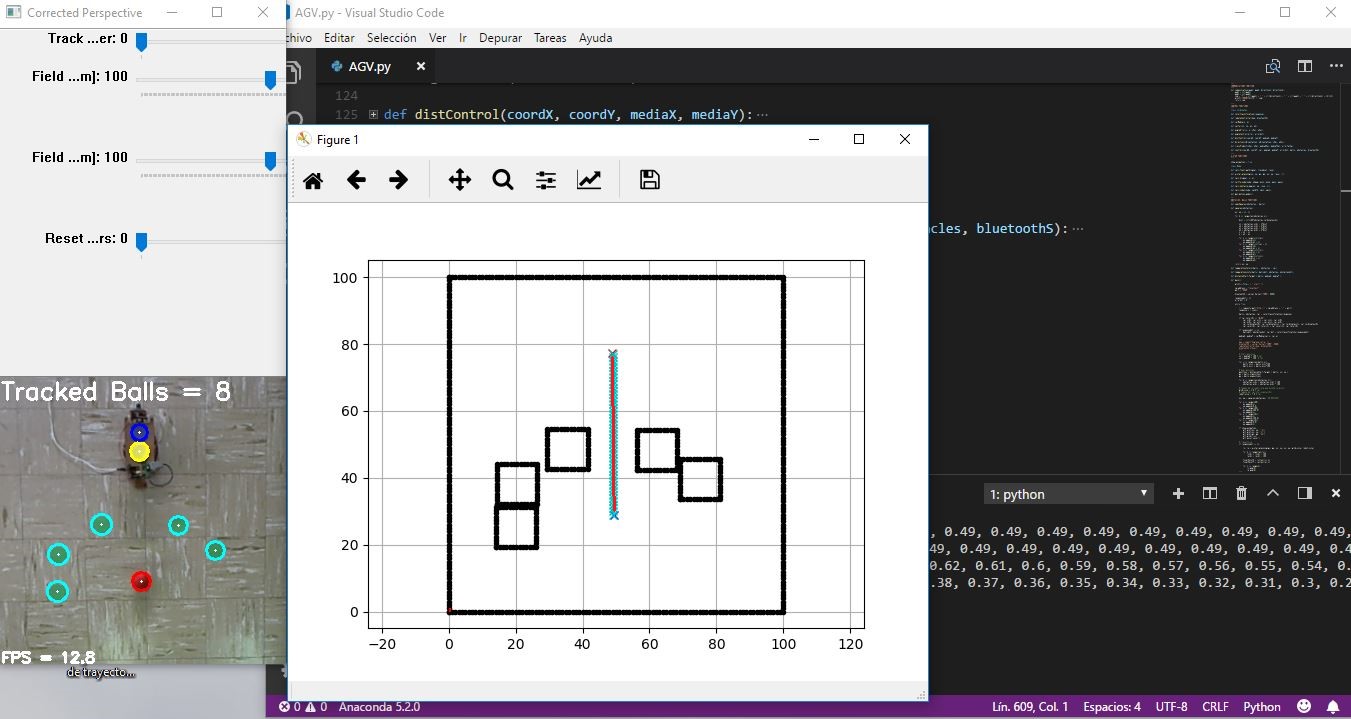 Corrected Perspective
AGV.py - Visual Studio Code
Track ...er: 0
Field ...m]: 100
Field ...m]: 100
Reset ...rs: 0
chivo Editar Selección Ver Ir Depurar Tareas Ayuda
AGV.py
124
125 def distControl(coordX, coordY, mediaX, mediaY):
Figure 1
cles, bluetoothS):
100
80
60
40
20
0
−20 0 20 40 60 80 100 120
Tracked Balls = 8
FPS = 12.8
de trayecto...
1: python
, 0.49, 0.49, 0.49, 0.49, 0.49, 0.49, 0.49, 0.49, 0.49,
49, 0.49, 0.49, 0.49, 0.49, 0.49, 0.49, 0.49, 0.49, 0.4
0.62, 0.61, 0.6, 0.59, 0.58, 0.57, 0.56, 0.55, 0.54, 0.
.38, 0.37, 0.36, 0.35, 0.34, 0.33, 0.32, 0.31, 0.3, 0.2
0 0 Anaconda 5.2.0
Lín. 609, Col. 1 Espacios: 4 UTF-8 CRLF Python